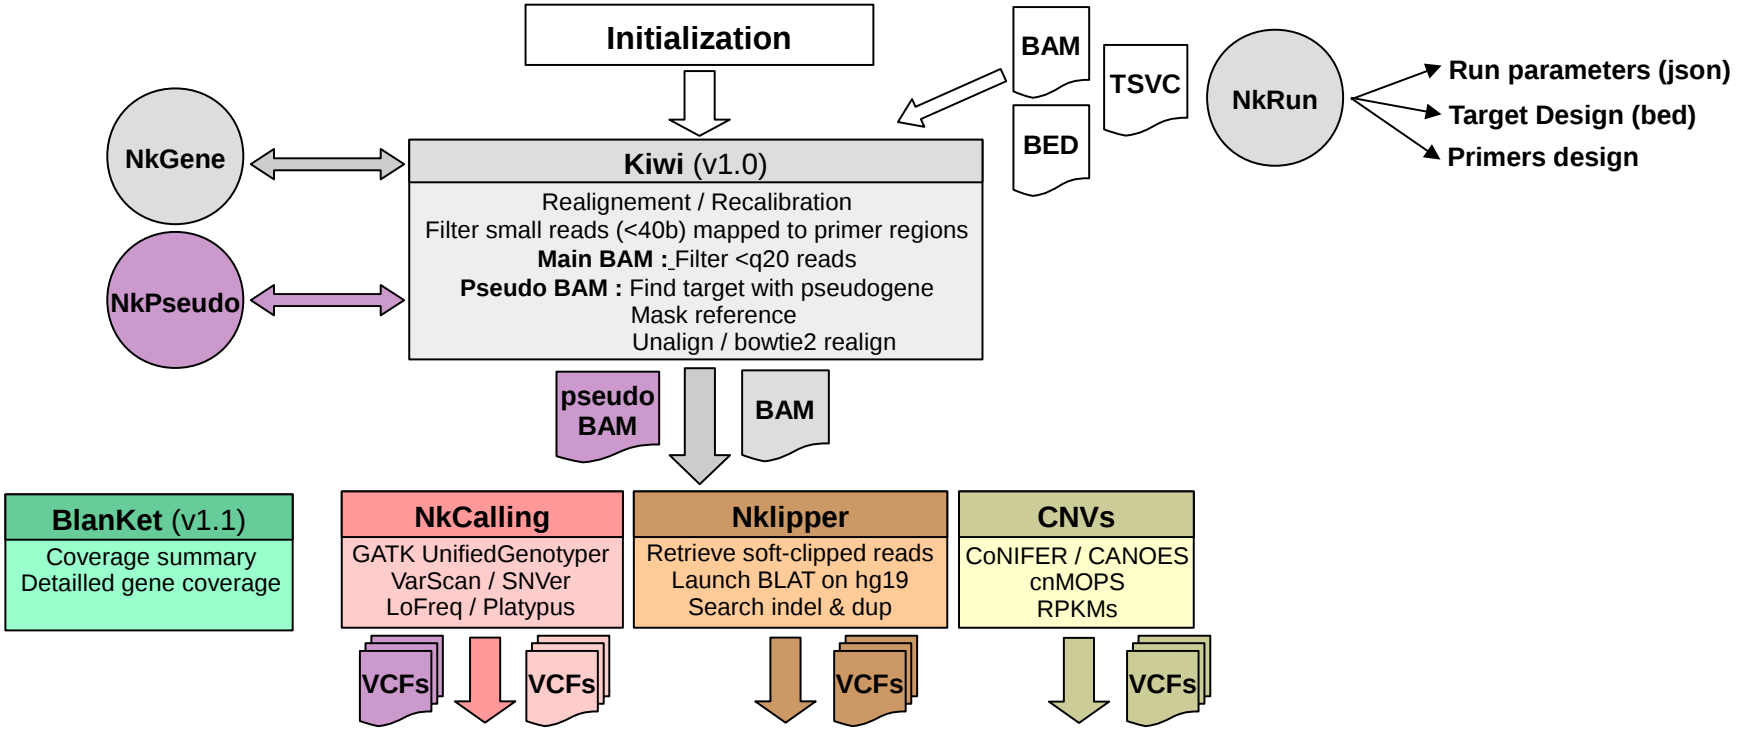 Initialization
BAM
TSVC
BED
NkRun
Run parameters (json)
Target Design (bed)
Primers design
NkGene
NkPseudo
Kiwi (v1.0)
Realignement / Recalibration
Filter small reads (<40b) mapped to primer regions
Main BAM : Filter <q20 reads
Pseudo BAM : Find target with pseudogene
Mask reference
Unalign / bowtie2 realign
pseudo
BAM
BAM
BlanKet (v1.1)
Coverage summary
Detailled gene coverage
NkCalling
GATK UnifiedGenotyper
VarScan / SNVer
LoFreq / Platypus
Nklipper
Retrieve soft-clipped reads
Launch BLAT on hg19
Search indel & dup
CNVs
CoNIFER / CANOES
cnMOPS
RPKMs
VCFs
VCFs
VCFs
VCFs